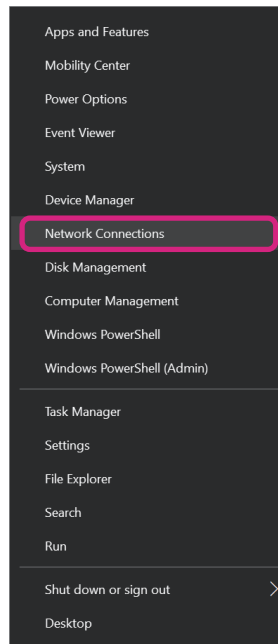 Apps and Features
Mobility Center
Power Options
Event Viewer
System
Device Manager
Network Connections
Disk Management
Computer Management
Windows PowerShell
Windows PowerShell (Admin)
Task Manager
Settings
File Explorer
Search
Run
Shut down or sign out
Desktop